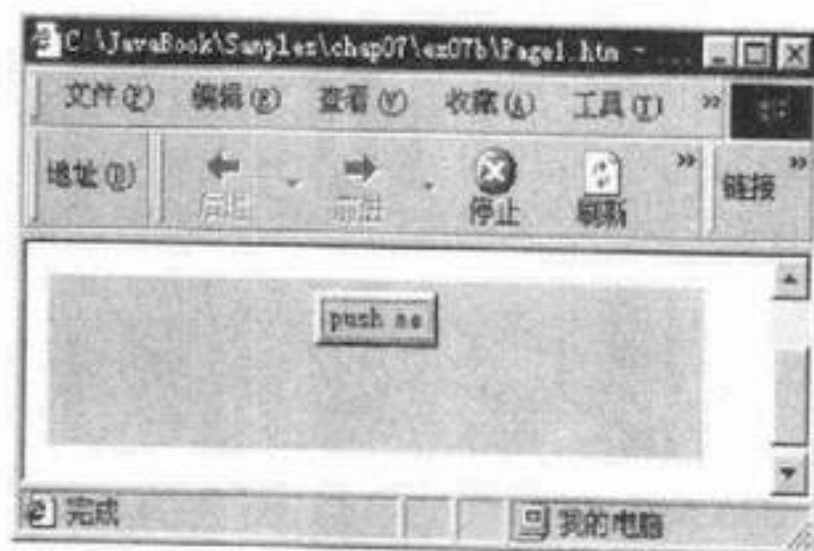 C:\JavaBook\Samples\chap07\ex07b\Page1.htm - ...
文件(F) 编辑(E) 查看(V) 收藏(A) 工具(T) »
地址(D) 后退 前进 停止 刷新 » 链接 »
push me
完成 我的电脑